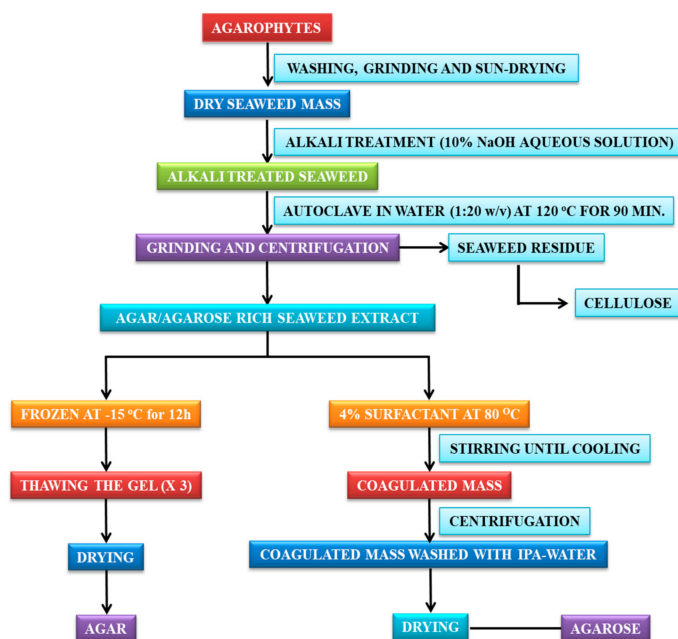 AGAROPHYTES
WASHING, GRINDING AND SUN-DRYING
DRY SEAWEED MASS
ALKALI TREATMENT (10% NaOH AQUEOUS SOLUTION)
ALKALI TREATED SEAWEED
AUTOCLAVE IN WATER (1:20 w/v) AT 120 °C FOR 90 MIN.
GRINDING AND CENTRIFUGATION
SEAWEED RESIDUE
CELLULOSE
AGAR/AGAROSE RICH SEAWEED EXTRACT
FROZEN AT -15 °C for 12h
4% SURFACTANT AT 80 °C
STIRRING UNTIL COOLING
THAWING THE GEL (X 3)
COAGULATED MASS
CENTRIFUGATION
DRYING
COAGULATED MASS WASHED WITH IPA-WATER
AGAR
DRYING
AGAROSE